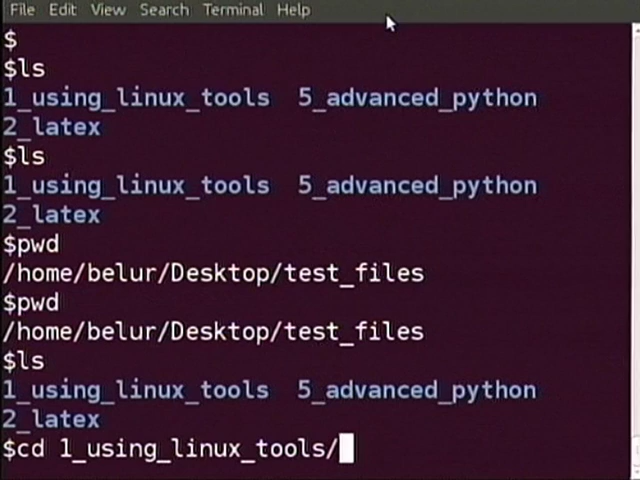 File Edit View Search Terminal Help
$
$ls
1_using_linux_tools 5_advanced_python
2_latex
$ls
1_using_linux_tools 5_advanced_python
2_latex
$pwd
/home/belur/Desktop/test_files
$pwd
/home/belur/Desktop/test_files
$ls
1_using_linux_tools 5_advanced_python
2_latex
$cd 1_using_linux_tools/